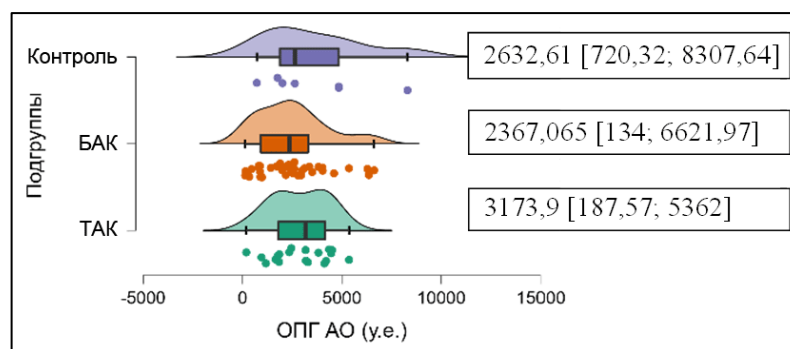 Подгруппы
Контроль
2632,61 [720,32; 8307,64]
БАК
2367,065 [134; 6621,97]
ТАК
3173,9 [187,57; 5362]
-5000 0 5000 10000 15000
ОПГ АО (у.е.)